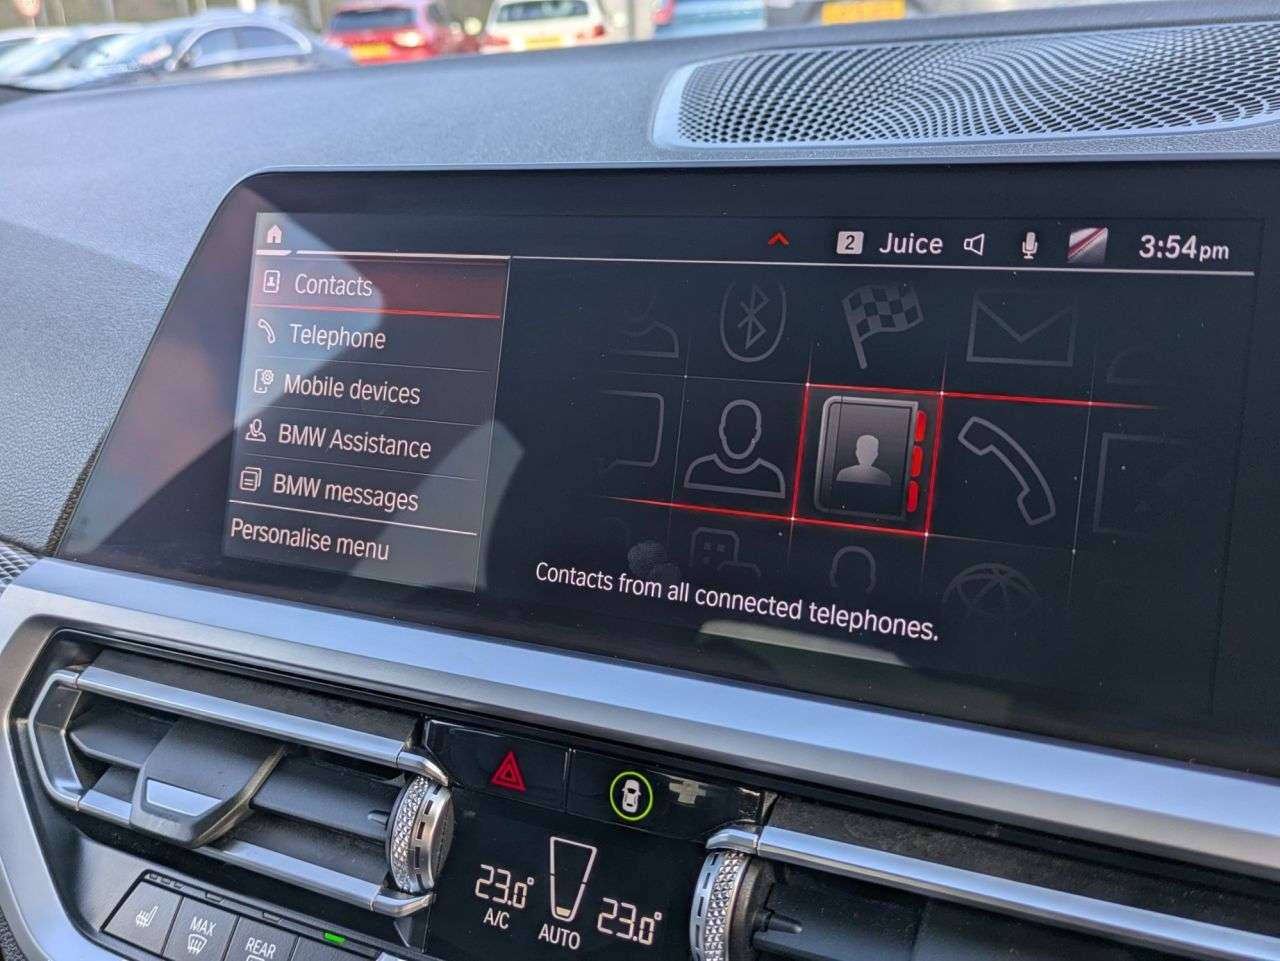 2 Juice 3:54pm
Contacts
Telephone
Mobile devices
BMW Assistance
BMW messages
Personalise menu
Contacts from all connected telephones.
23.0°
A/C
AUTO
23.0°
MAX
REAR